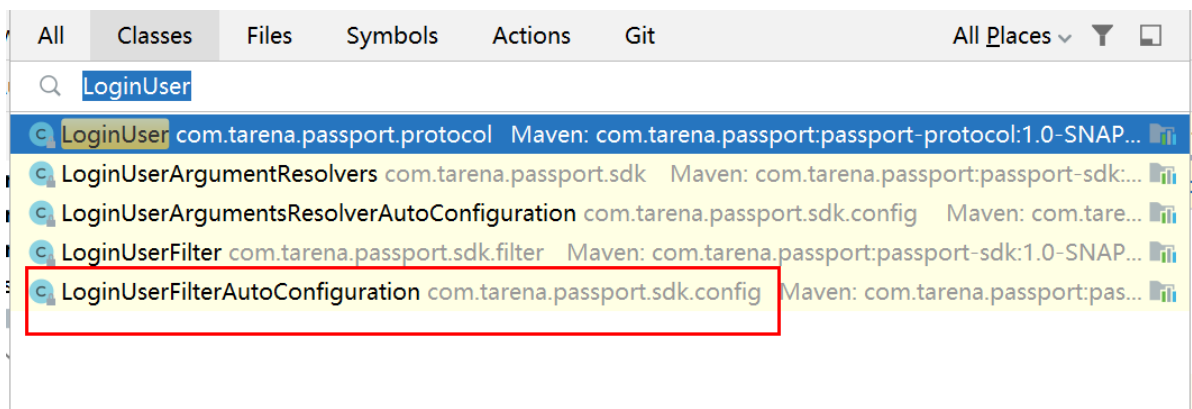 All Classes Files Symbols Actions Git All Places
LoginUser
LoginUser com.tarena.passport.protocol Maven: com.tarena.passport:passport-protocol:1.0-SNAP...
LoginUserArgumentResolvers com.tarena.passport.sdk Maven: com.tarena.passport:passport-sdk:...
LoginUserArgumentsResolverAutoConfiguration com.tarena.passport.sdk.config Maven: com.tare...
LoginUserFilter com.tarena.passport.sdk.filter Maven: com.tarena.passport:passport-sdk:1.0-SNAP...
LoginUserFilterAutoConfiguration com.tarena.passport.sdk.config Maven: com.tarena.passport:pas...